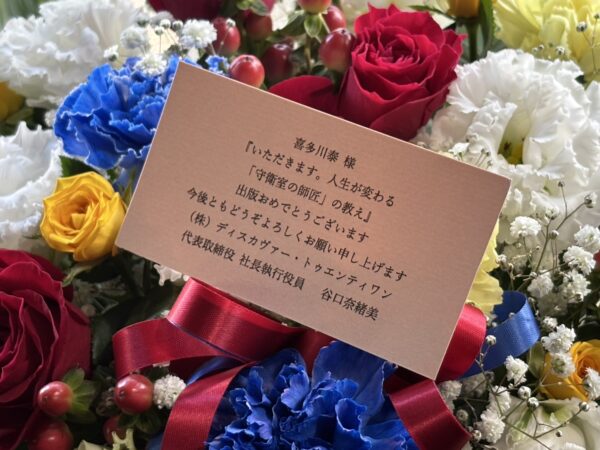 喜多川泰 様
『いただきます。人生が変わる
「守衛室の師匠」の教え』
出版おめでとうございます
今後ともどうぞよろしくお願い申し上げます
(株)ディスカヴァー・トゥエンティワン
代表取締役 社長執行役員 谷口奈緒美